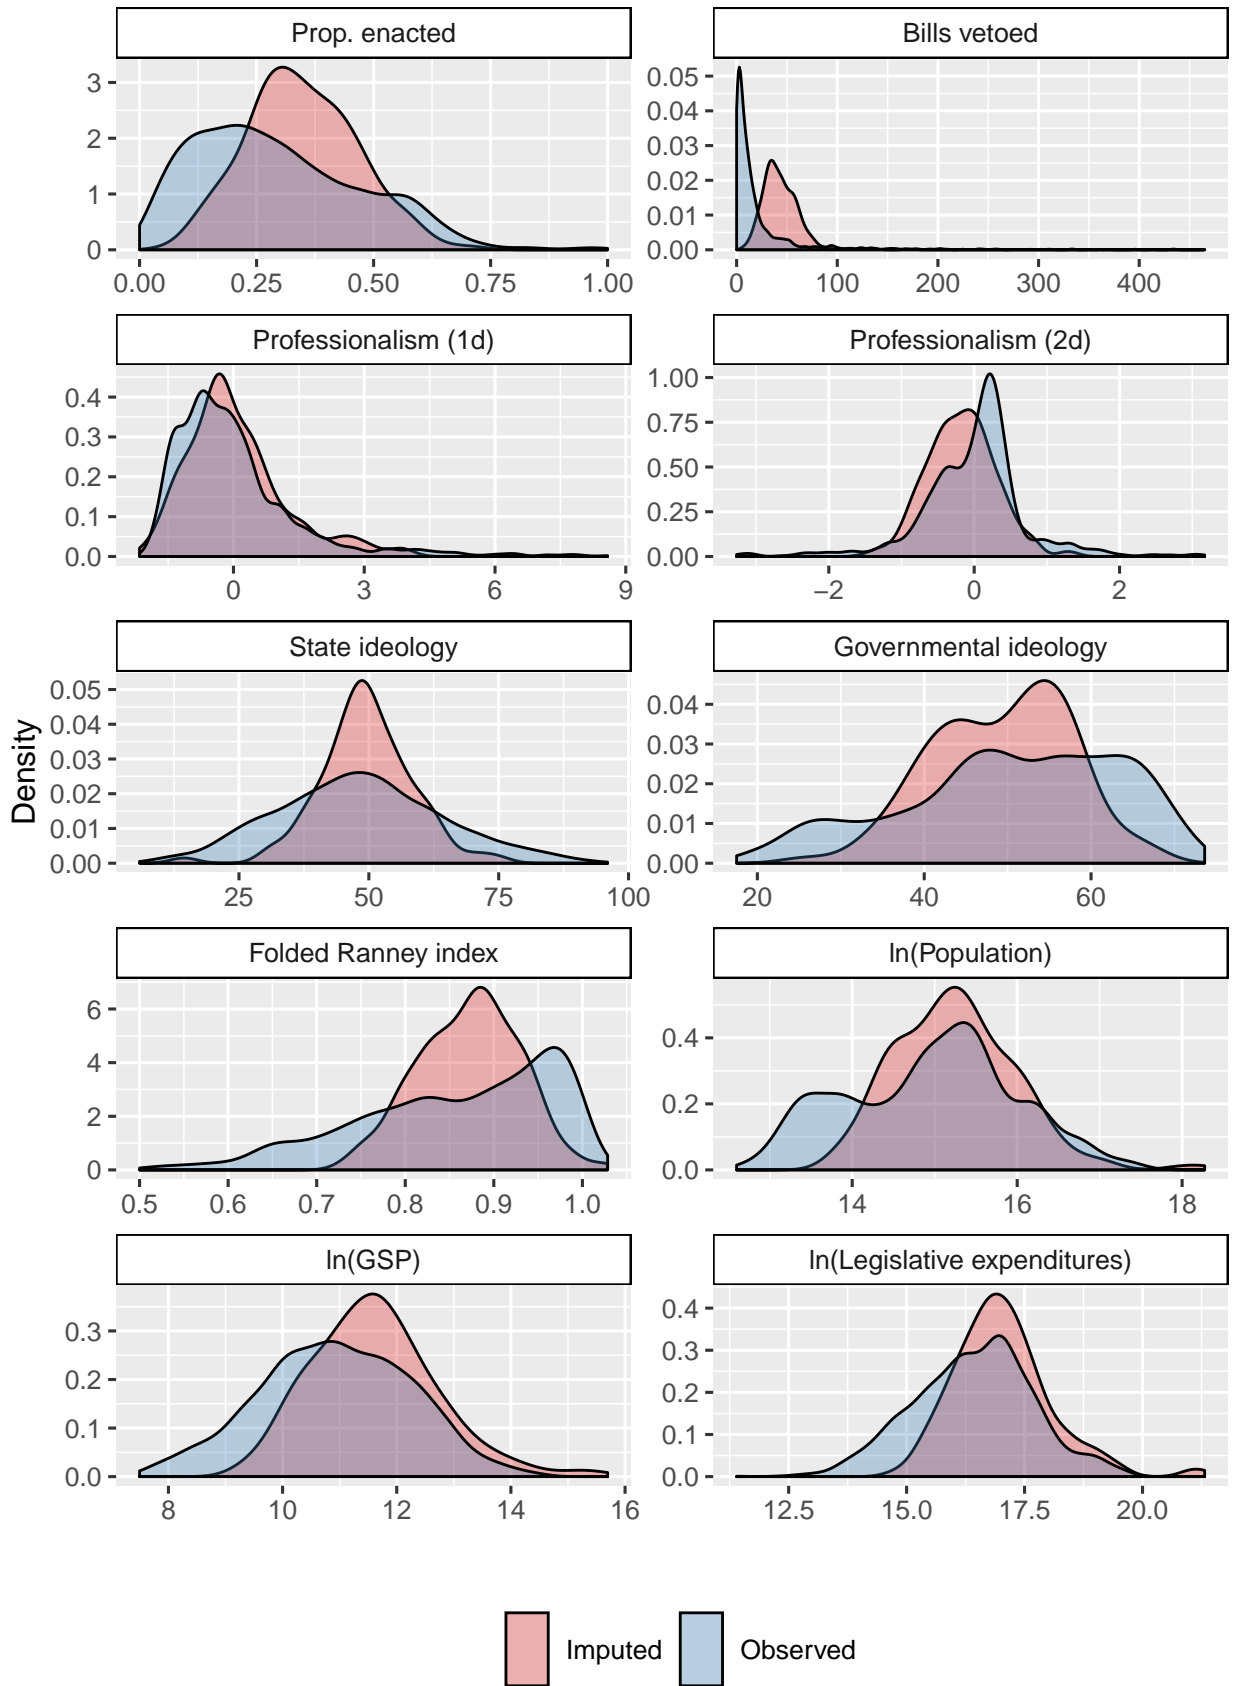 Prop. enacted
Bills vetoed
3
2
1
0
0.05
0.04
0.03
0.02
0.01
0.00
0.00 0.25 0.50 0.75 1.00
0 100 200 300 400
Professionalism (1d)
Professionalism (2d)
0.4
0.3
0.2
0.1
0.0
1.00
0.75
0.50
0.25
0.00
0 3 6 9
−2 0 2
State ideology
Governmental ideology
Density
0.05
0.04
0.03
0.02
0.01
0.00
0.04
0.03
0.02
0.01
0.00
25 50 75 100
20 40 60
Folded Ranney index
ln(Population)
6
4
2
0
0.4
0.2
0.0
0.5 0.6 0.7 0.8 0.9 1.0
14 16 18
ln(GSP)
ln(Legislative expenditures)
0.3
0.2
0.1
0.0
0.4
0.3
0.2
0.1
0.0
8 10 12 14 16
12.5 15.0 17.5 20.0
Imputed Observed